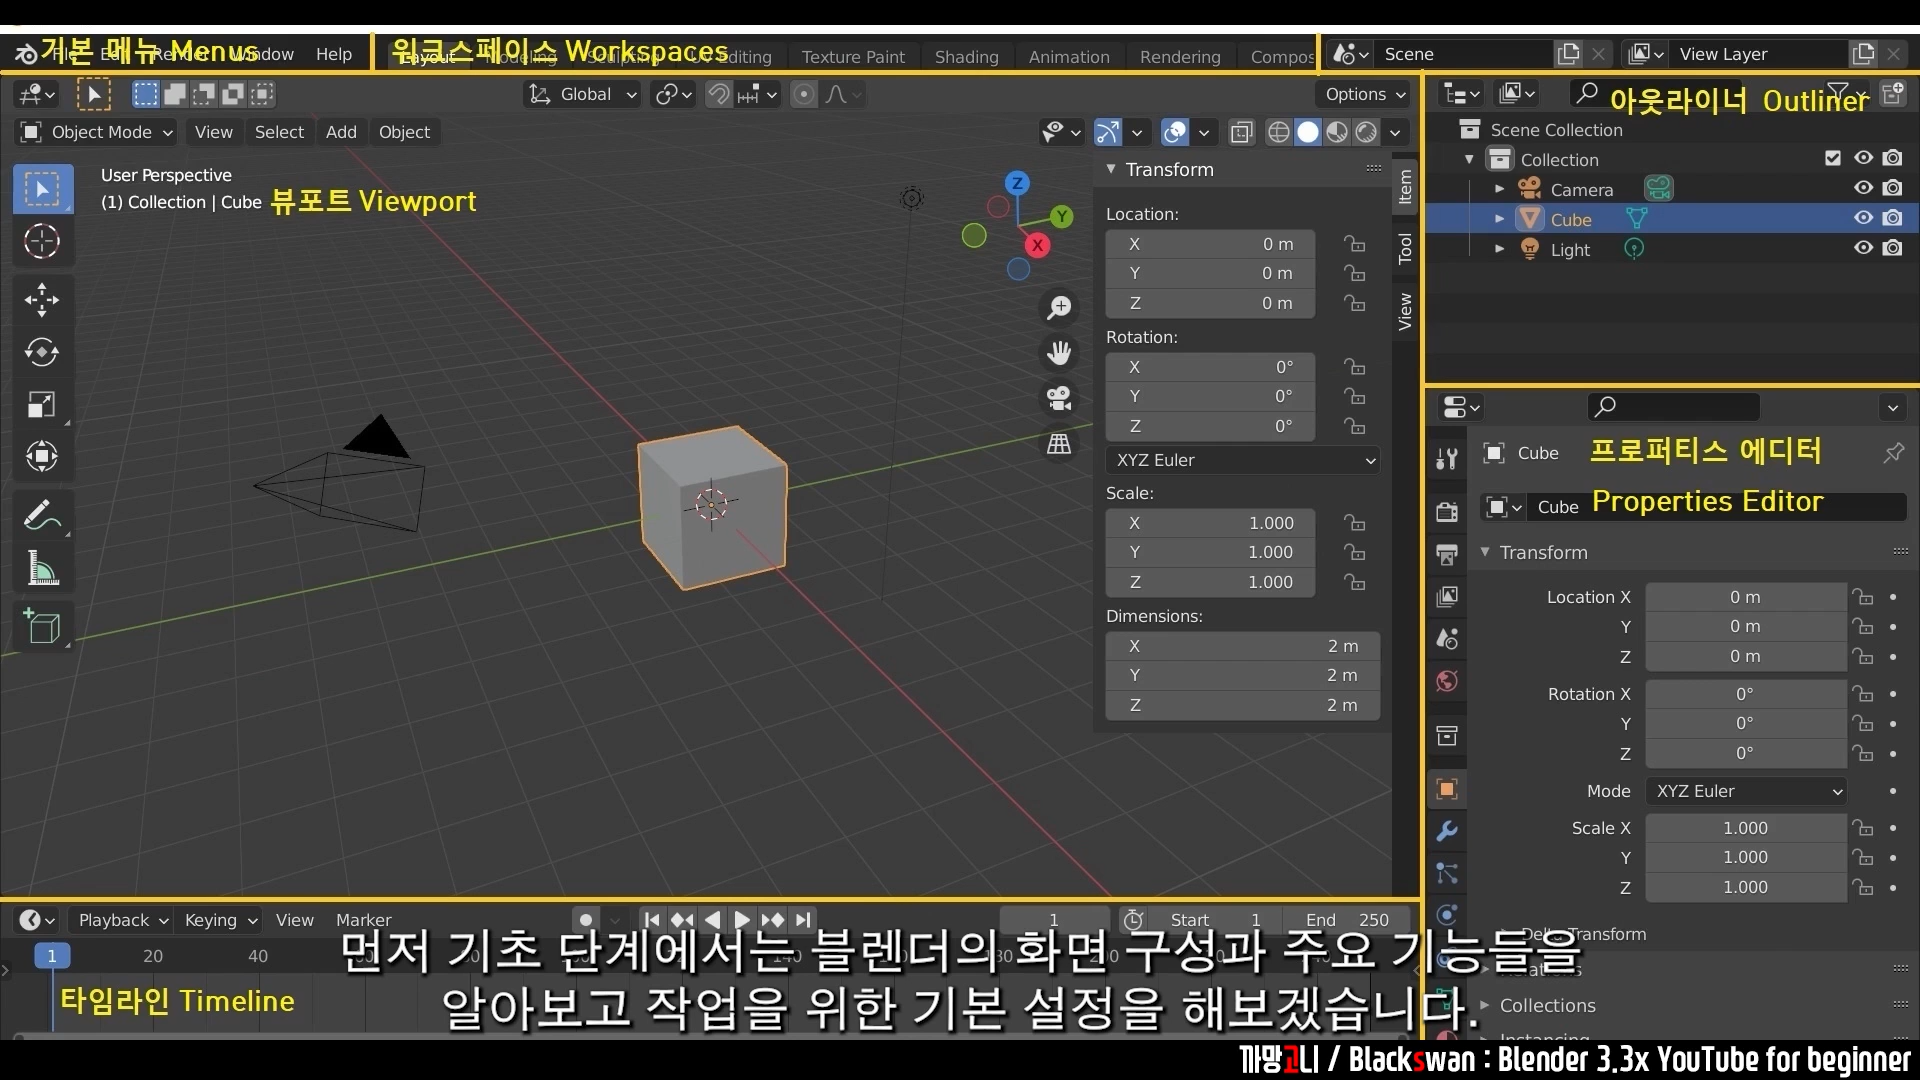 기본 메뉴 Menus
Help
워크스페이스 Workspaces
Texture Paint
Shading
Animation
Rendering
Scene
View Layer
Global
Options
Object Mode
View
Select
Add
Object
User Perspective
(1) Collection | Cube
뷰포트 Viewport
Z
Y
X
Transform
Location:
X 0 m
Y 0 m
Z 0 m
Rotation:
X 0°
Y 0°
Z 0°
XYZ Euler
Scale:
X 1.000
Y 1.000
Z 1.000
Dimensions:
X 2 m
Y 2 m
Z 2 m
Item
Tool
View
아웃라이너 Outliner
Scene Collection
Collection
Camera
Cube
Light
Cube
프로퍼티스 에디터
Cube
Properties Editor
Transform
Location X 0 m
Y 0 m
Z 0 m
Rotation X 0°
Y 0°
Z 0°
Mode XYZ Euler
Scale X 1.000
Y 1.000
Z 1.000
Delta Transform
Relations
Collections
Instancing
Playback
Keying
View
Marker
1
Start 1
End 250
1
20
40
타임라인 Timeline
먼저 기초 단계에서는 블렌더의 화면 구성과 주요 기능들을
알아보고 작업을 위한 기본 설정을 해보겠습니다.
까망고니 / Blackswan : Blender 3.3x YouTube for beginner